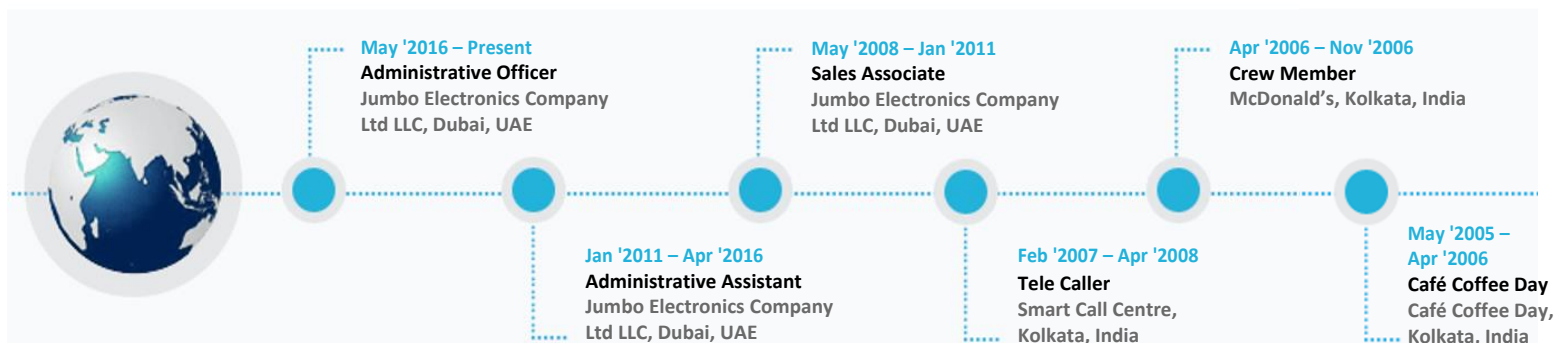 May '2016 – Present
Administrative Officer
Jumbo Electronics Company
Ltd LLC, Dubai, UAE
Jan '2011 – Apr '2016
Administrative Assistant
Jumbo Electronics Company
Ltd LLC, Dubai, UAE
May '2008 – Jan '2011
Sales Associate
Jumbo Electronics Company
Ltd LLC, Dubai, UAE
Feb '2007 – Apr '2008
Tele Caller
Smart Call Centre,
Kolkata, India
Apr '2006 – Nov '2006
Crew Member
McDonald’s, Kolkata, India
May '2005 –
Apr '2006
Café Coffee Day
Café Coffee Day,
Kolkata, India